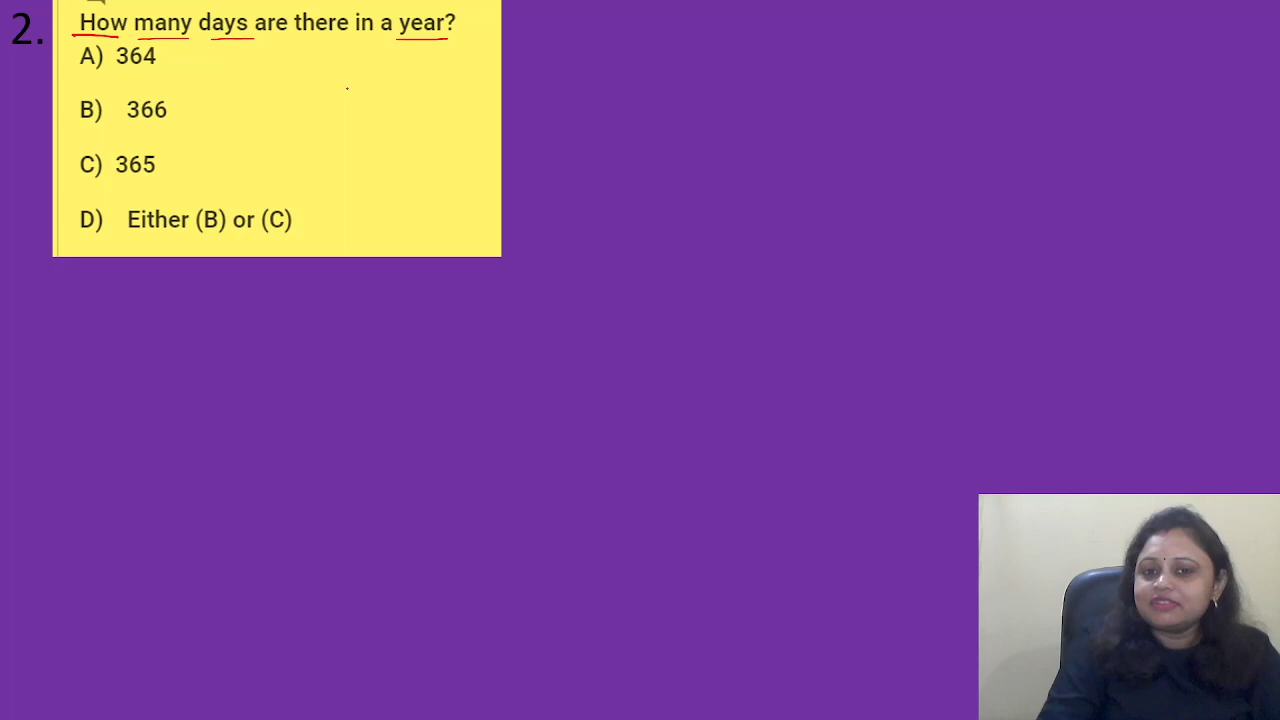 2. How many days are there in a year?
A) 364
B) 366
C) 365
D) Either (B) or (C)